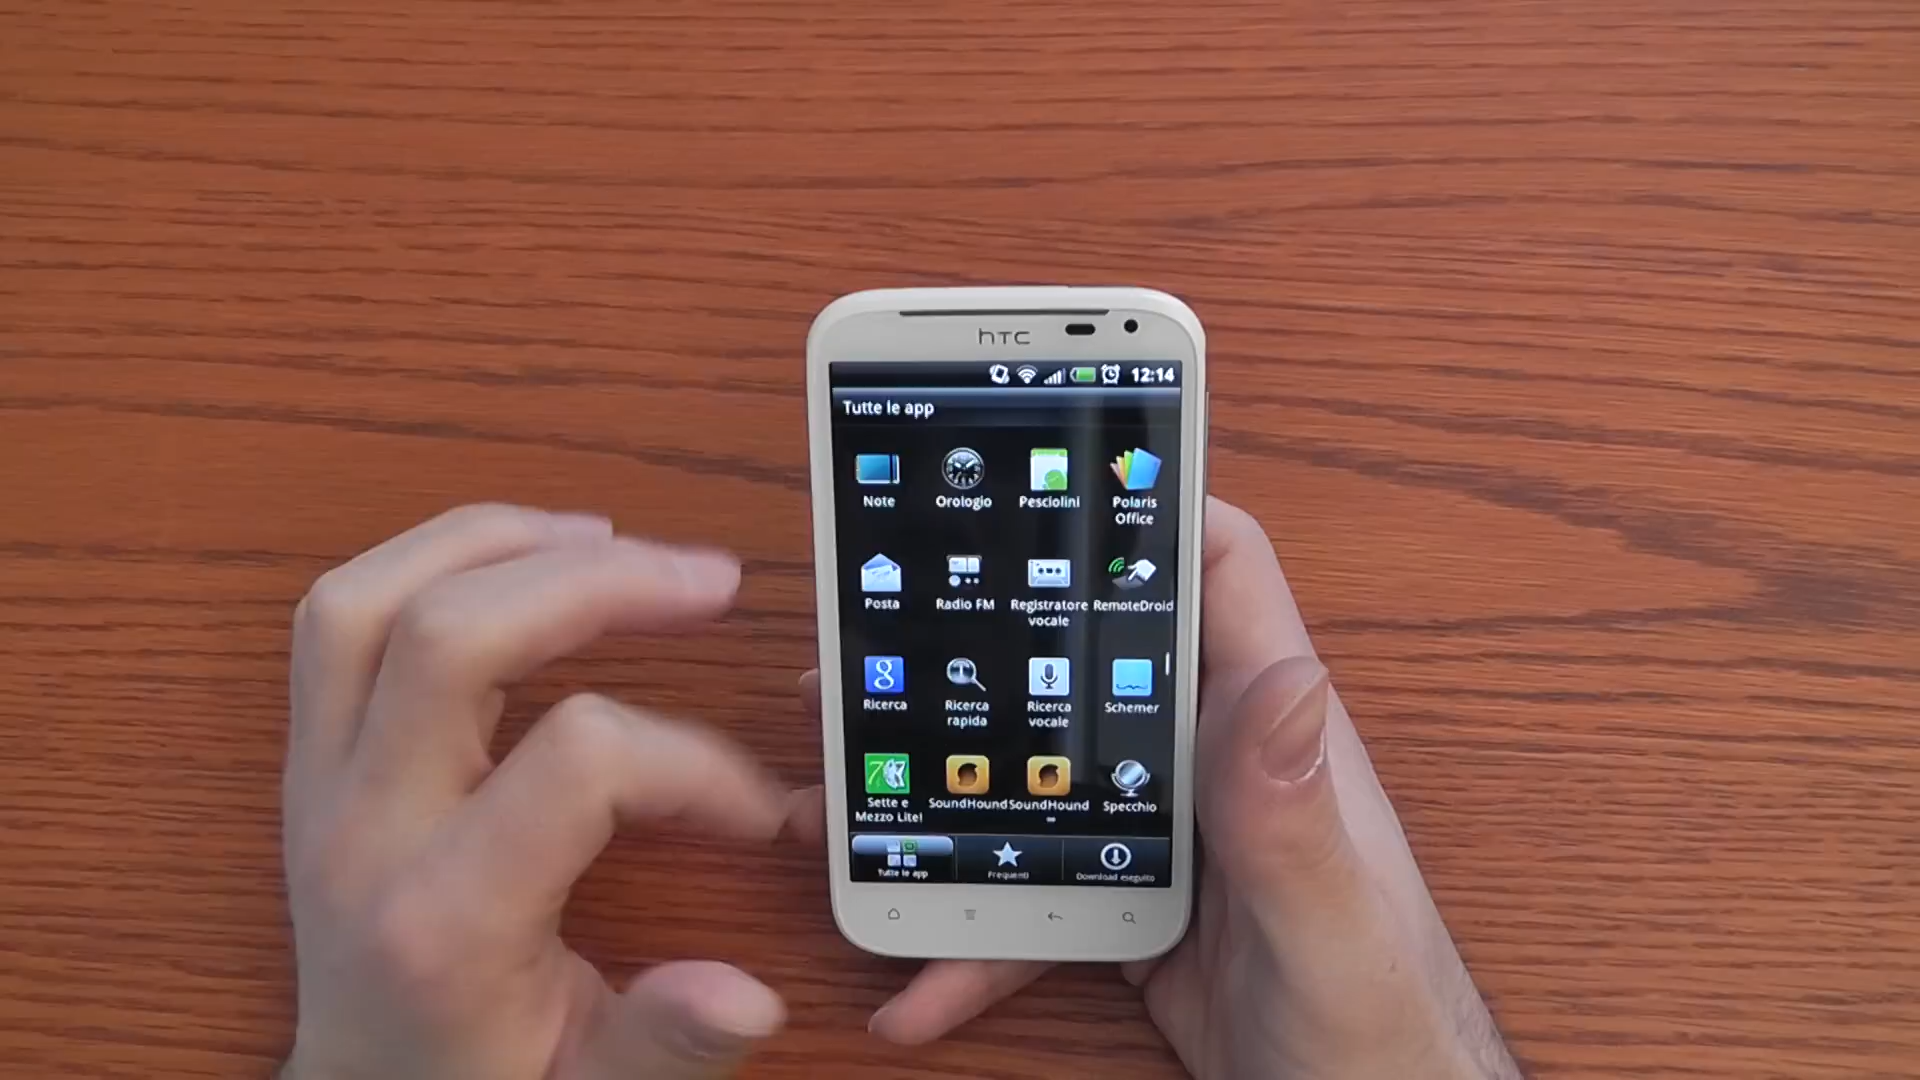 hTC
12:14
Tutte le app
Note
Orologio
Pesciolini
Polaris
Office
Posta
Radio FM
Registratore
vocale
RemoteDroid
g
Ricerca
Ricerca
rapida
Ricerca
vocale
Schemer
7
Sette e
Mezzo Lite!
SoundHound
SoundHound
∞
Specchio
Tutte le app
Frequenti
Download eseguito